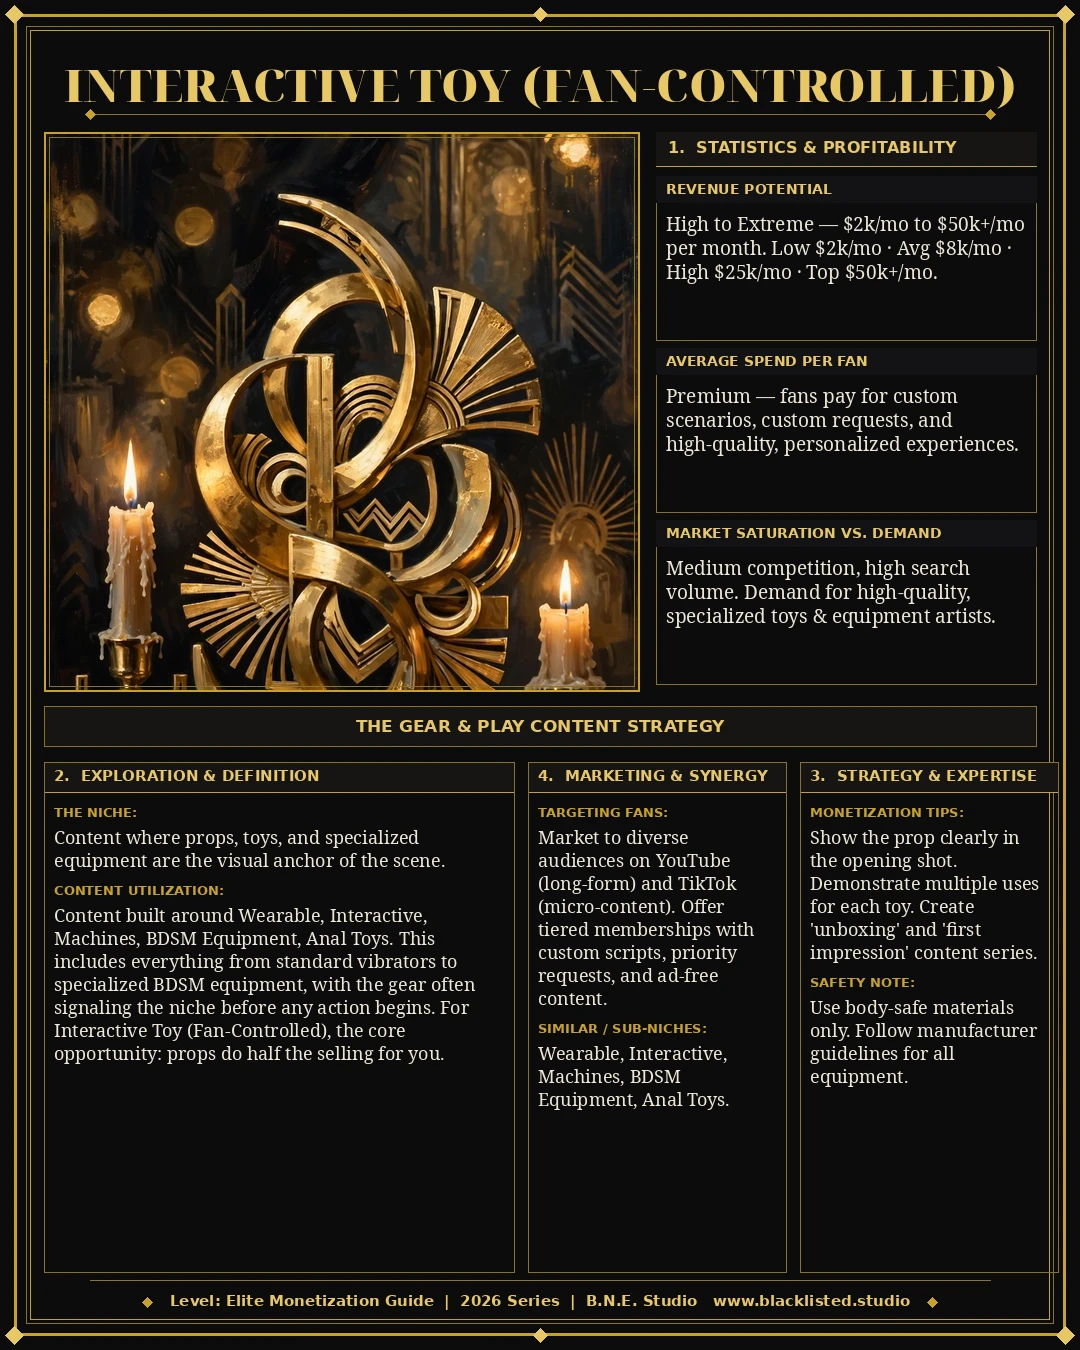 INTERACTIVE TOY (FAN-CONTROLLED)
1. STATISTICS & PROFITABILITY
REVENUE POTENTIAL
High to Extreme — $2k/mo to $50k+/mo
per month. Low $2k/mo · Avg $8k/mo ·
High $25k/mo · Top $50k+/mo.
AVERAGE SPEND PER FAN
Premium — fans pay for custom
scenarios, custom requests, and
high-quality, personalized experiences.
MARKET SATURATION VS. DEMAND
Medium competition, high search
volume. Demand for high-quality,
specialized toys & equipment artists.
THE GEAR & PLAY CONTENT STRATEGY
2. EXPLORATION & DEFINITION
THE NICHE:
Content where props, toys, and specialized
equipment are the visual anchor of the scene.
CONTENT UTILIZATION:
Content built around Wearable, Interactive,
Machines, BDSM Equipment, Anal Toys. This
includes everything from standard vibrators to
specialized BDSM equipment, with the gear often
signaling the niche before any action begins. For
Interactive Toy (Fan-Controlled), the core
opportunity: props do half the selling for you.
4. MARKETING & SYNERGY
TARGETING FANS:
Market to diverse
audiences on YouTube
(long-form) and TikTok
(micro-content). Offer
tiered memberships with
custom scripts, priority
requests, and ad-free
content.
SIMILAR / SUB-NICHES:
Wearable, Interactive,
Machines, BDSM
Equipment, Anal Toys.
3. STRATEGY & EXPERTISE
MONETIZATION TIPS:
Show the prop clearly in
the opening shot.
Demonstrate multiple uses
for each toy. Create
'unboxing' and 'first
impression' content series.
SAFETY NOTE:
Use body-safe materials
only. Follow manufacturer
guidelines for all
equipment.
Level: Elite Monetization Guide | 2026 Series | B.N.E. Studio www.blacklisted.studio